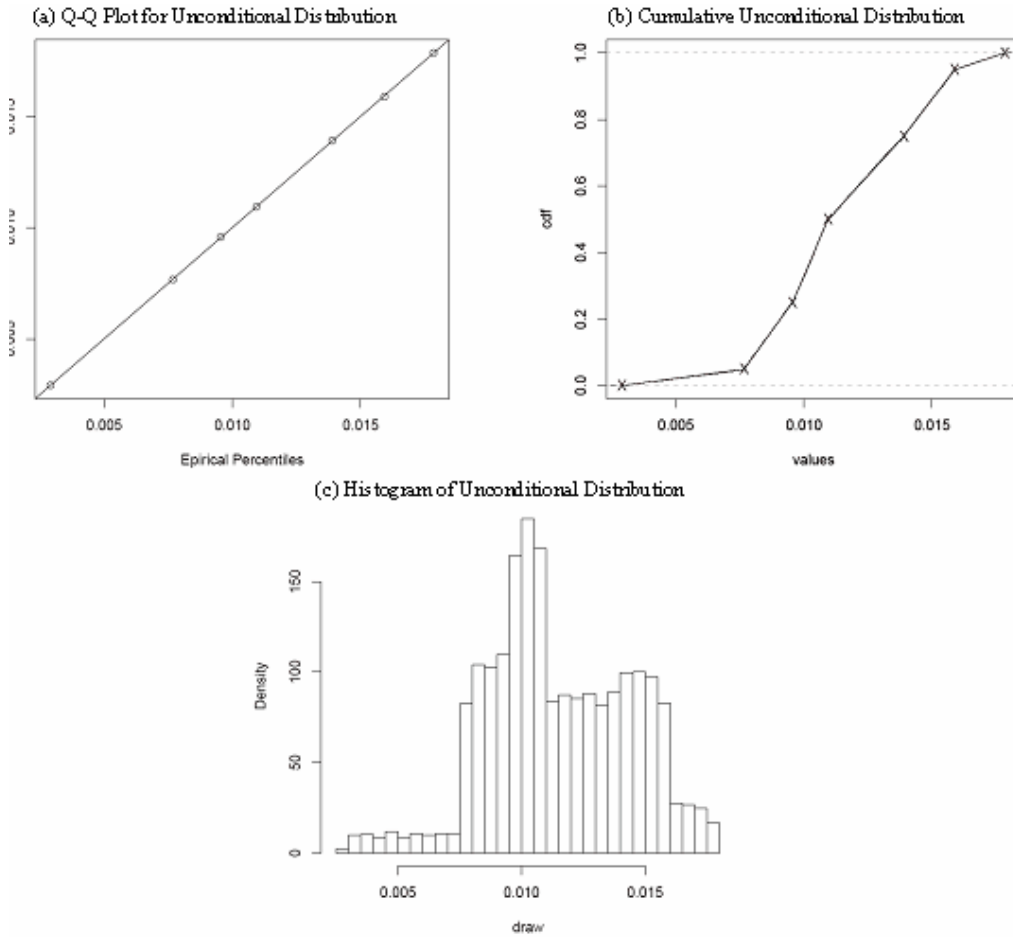 (a) Q-Q Plot for Unconditional Distribution
0.005 0.010 0.015
Epirical Percentiles
(b) Cumulative Unconditional Distribution
cdf
1.0
0.8
0.6
0.4
0.2
0.0
0.005 0.010 0.015
values
(c) Histogram of Unconditional Distribution
Density
150
100
50
0
0.005 0.010 0.015
draw